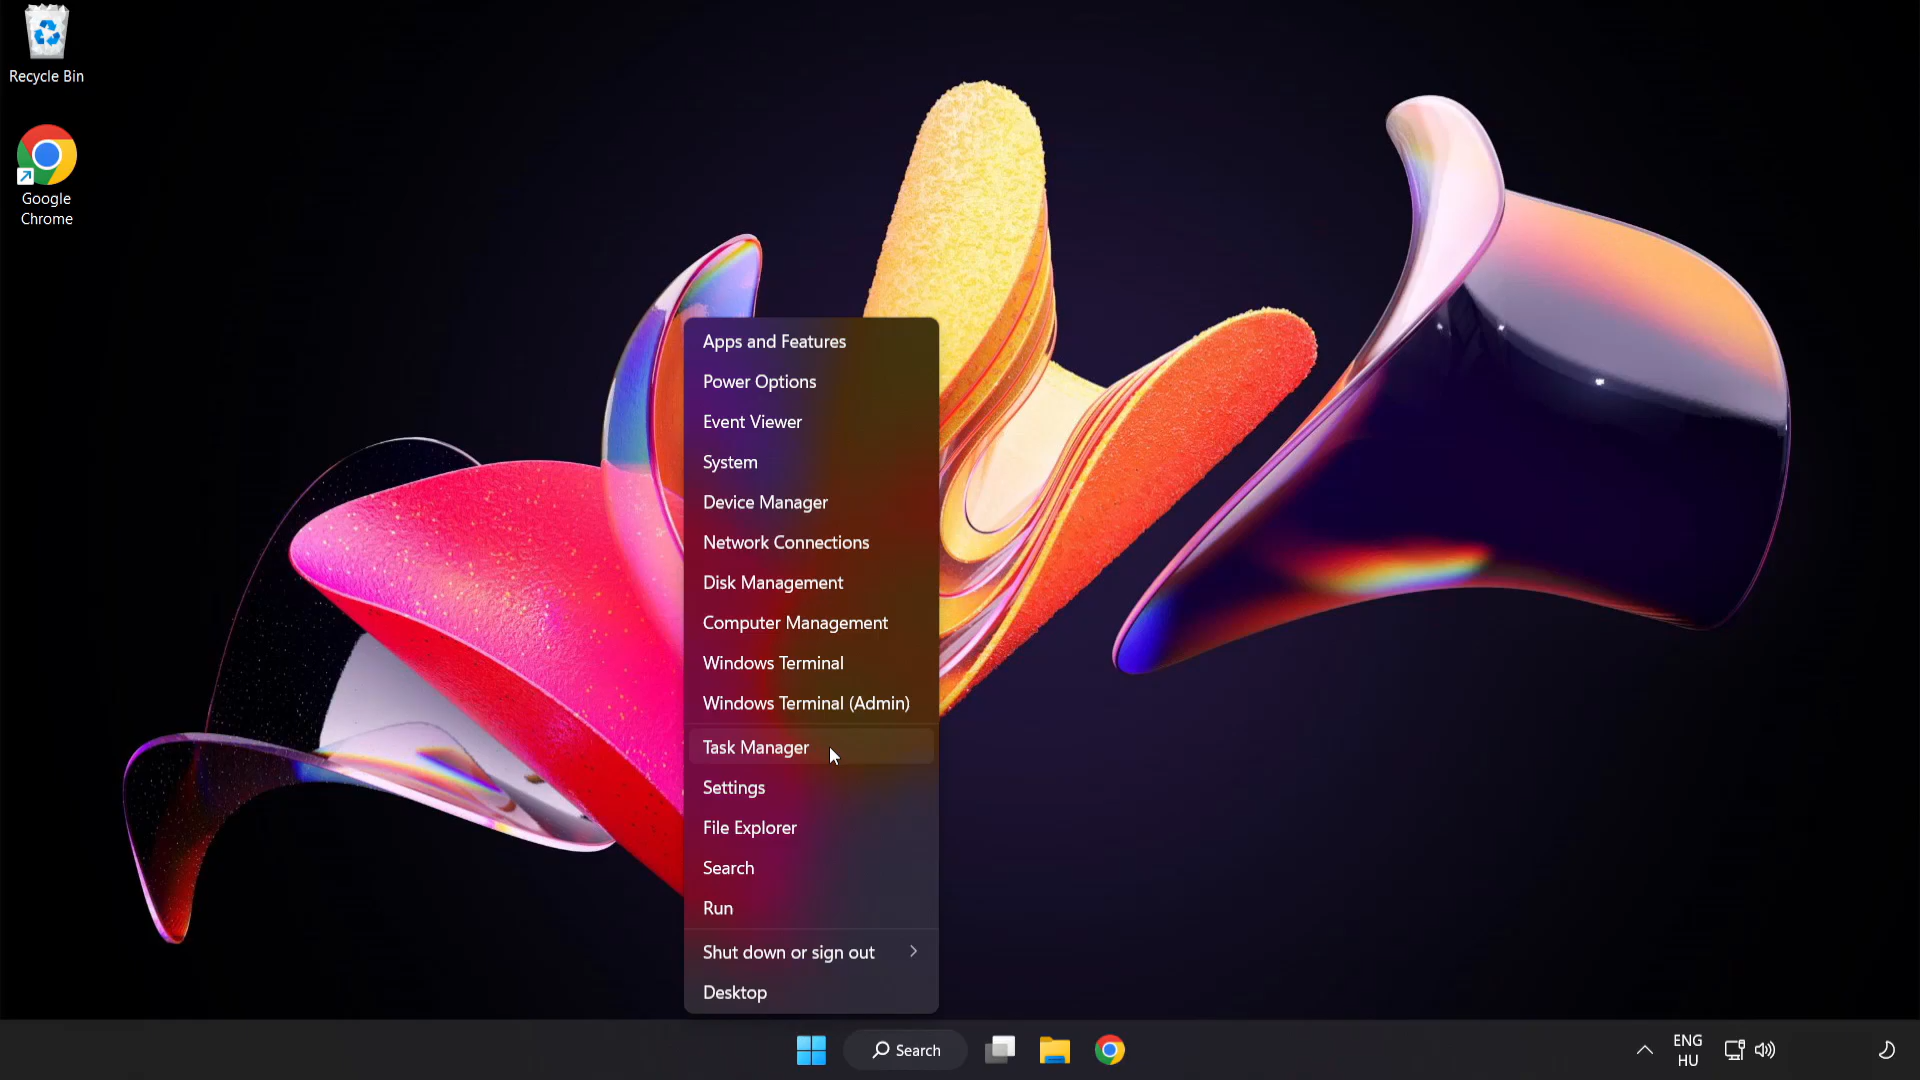 Recycle Bin
Google
Chrome
Apps and Features
Power Options
Event Viewer
System
Device Manager
Network Connections
Disk Management
Computer Management
Windows Terminal
Windows Terminal (Admin)
Task Manager
Settings
File Explorer
Search
Run
Shut down or sign out
Desktop
Search
ENG
HU